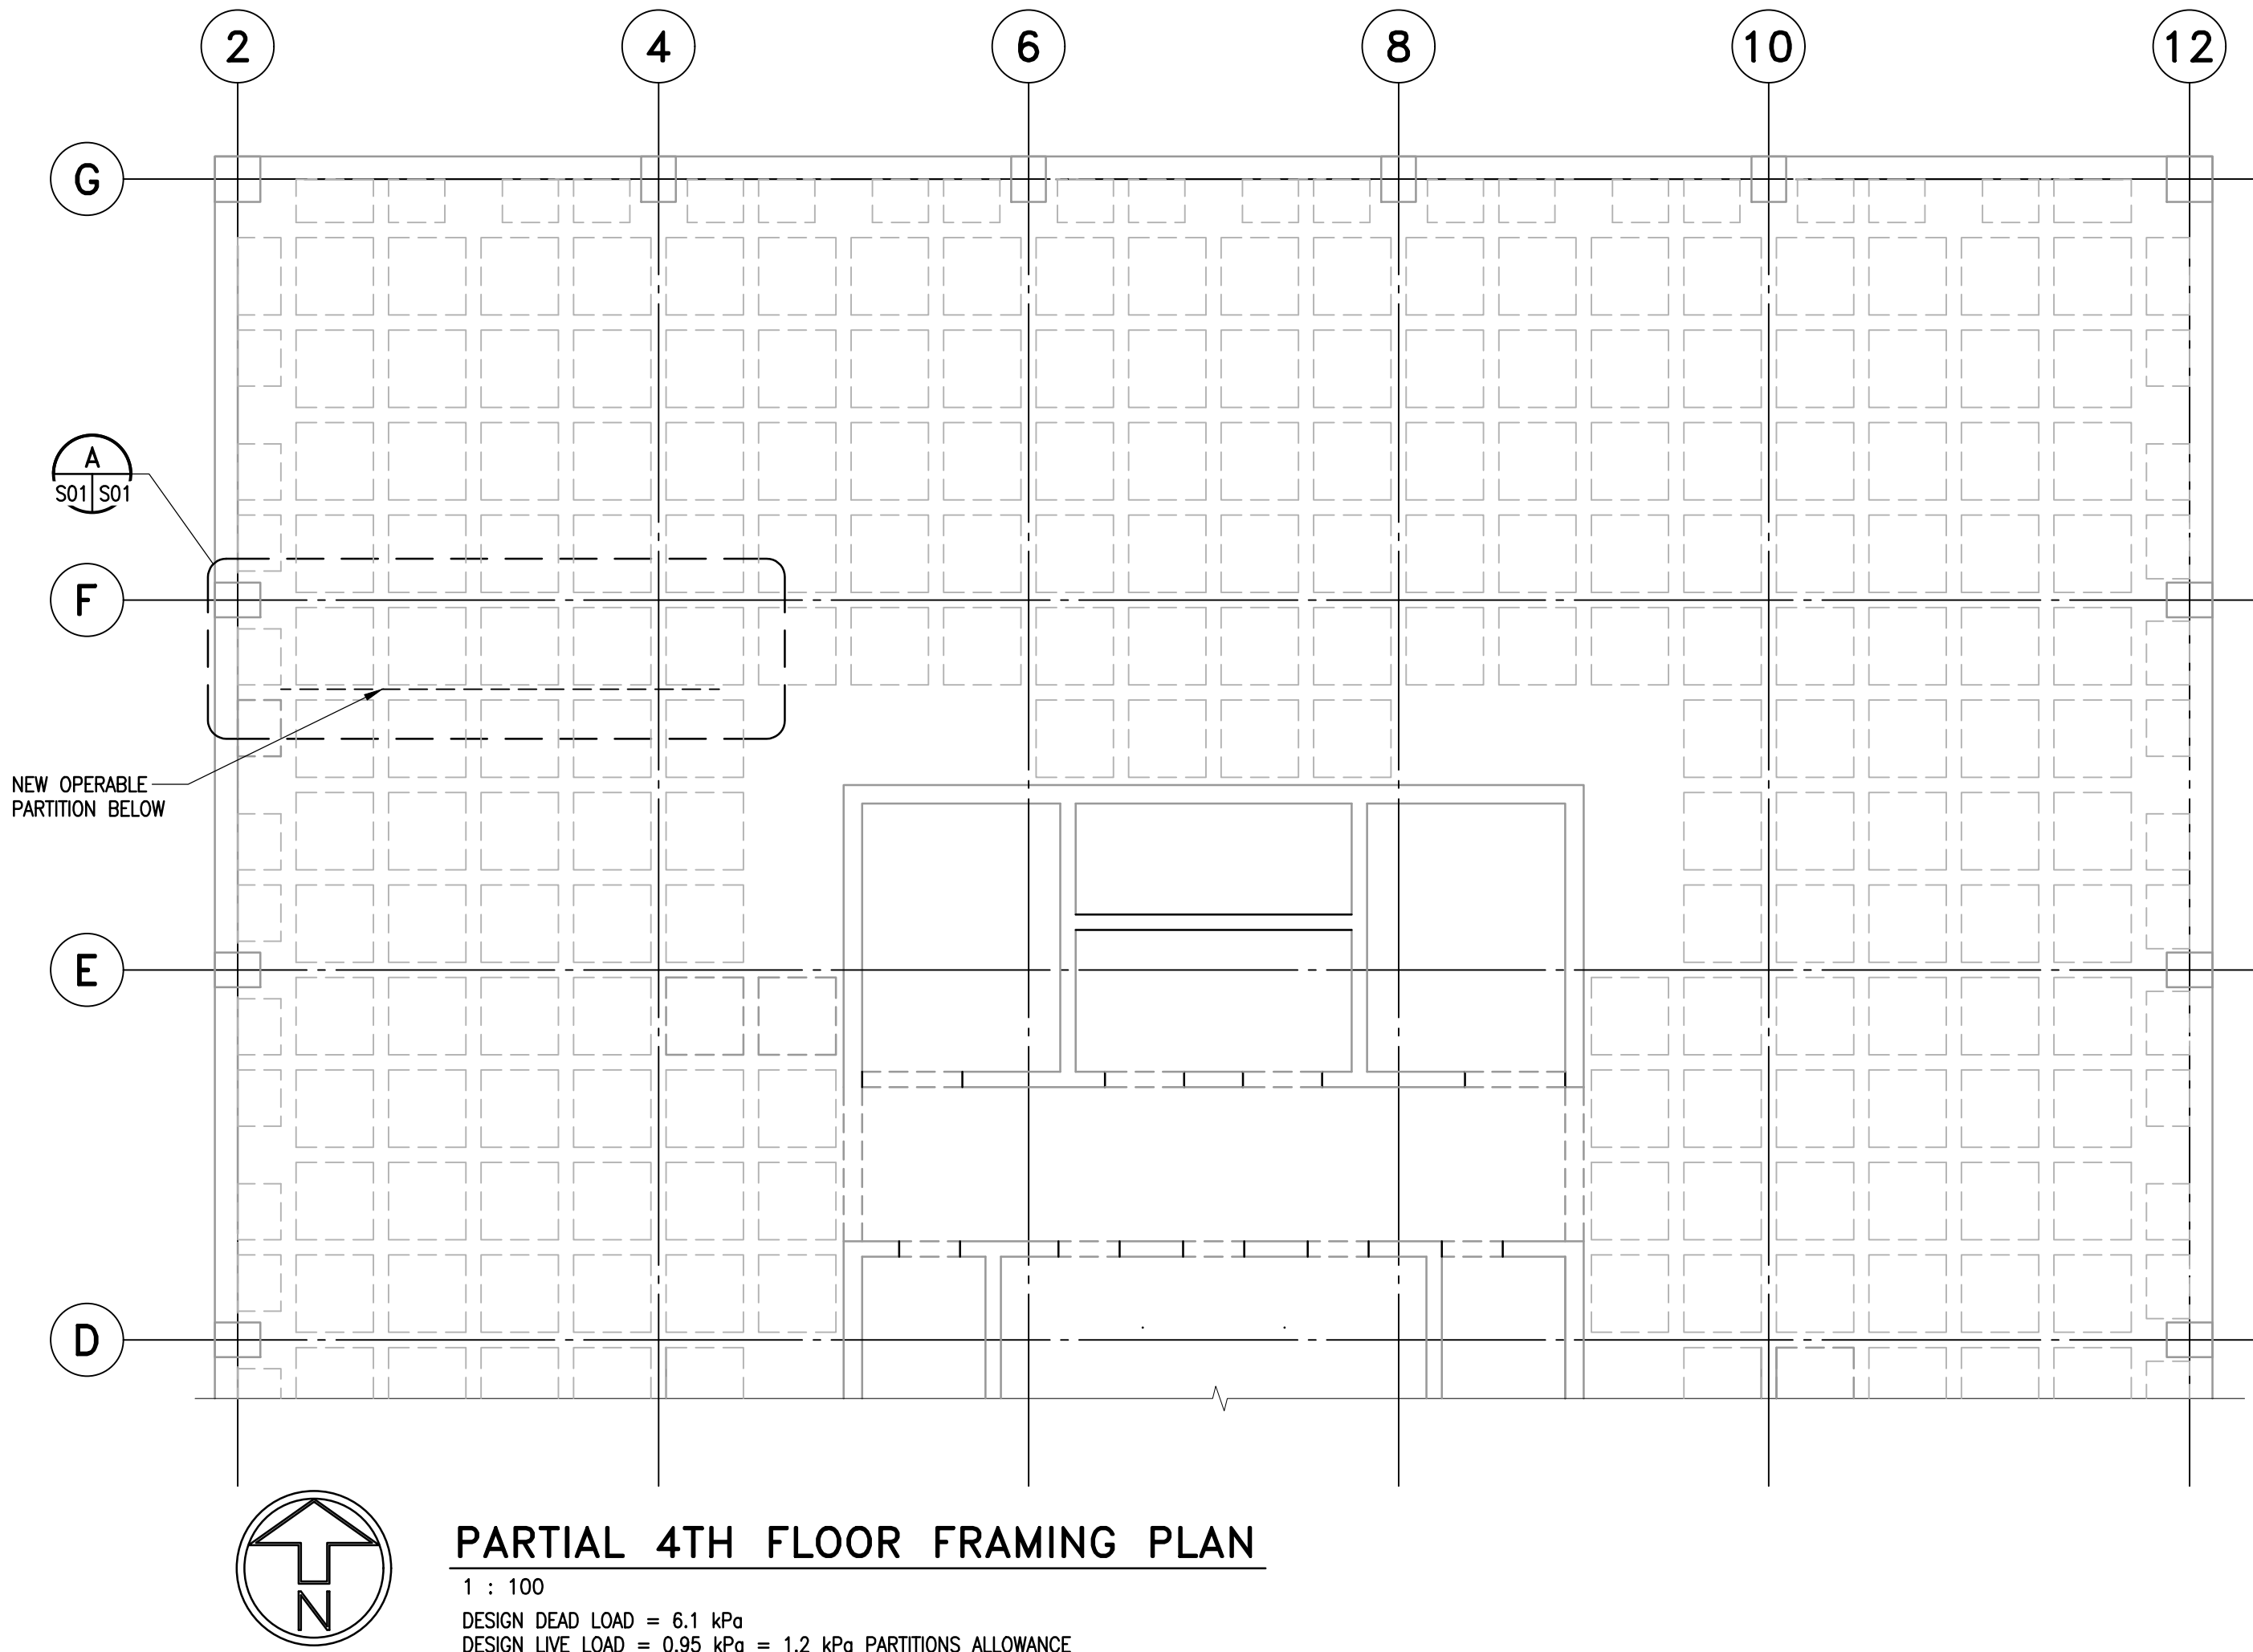 2 4 6 8 10 12
G
A
S01 S01
F
NEW OPERABLE
PARTITION BELOW
E
D
N
PARTIAL 4TH FLOOR FRAMING PLAN
1 : 100
DESIGN DEAD LOAD = 6.1 kPa
DESIGN LIVE LOAD = 0.95 kPa = 1.2 kPa PARTITIONS ALLOWANCE